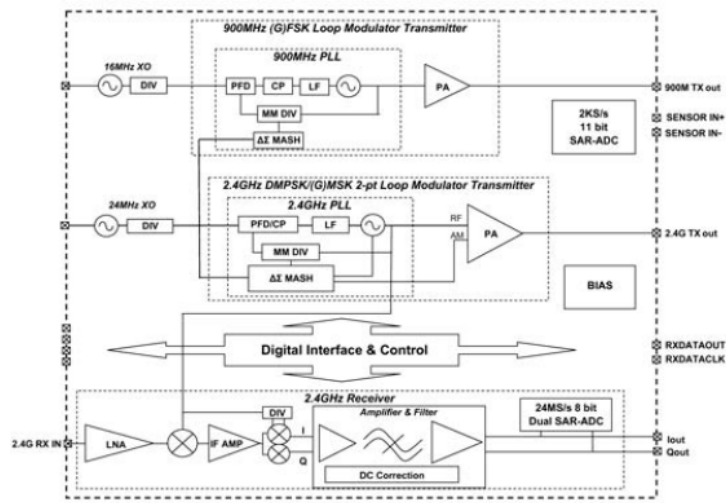 900MHz (G)FSK Loop Modulator Transmitter
900MHz PLL
16MHz XO
DIV
PFD
CP
LF
MM DIV
ΔΣ MASH
PA
900M TX out
2KS/s
11 bit
SAR-ADC
SENSOR IN+
SENSOR IN-
2.4GHz DMPSK/(G)MSK 2-pt Loop Modulator Transmitter
2.4GHz PLL
24MHz XO
DIV
PFD/CP
LF
MM DIV
ΔΣ MASH
RF
AM
PA
2.4G TX out
BIAS
Digital Interface & Control
RXDATAOUT
RXDATACLK
2.4GHz Receiver
2.4G RX IN
LNA
IF AMP
DIV
I
Q
Amplifier & Filter
DC Correction
24MS/s 8 bit
Dual SAR-ADC
Iout
Qout